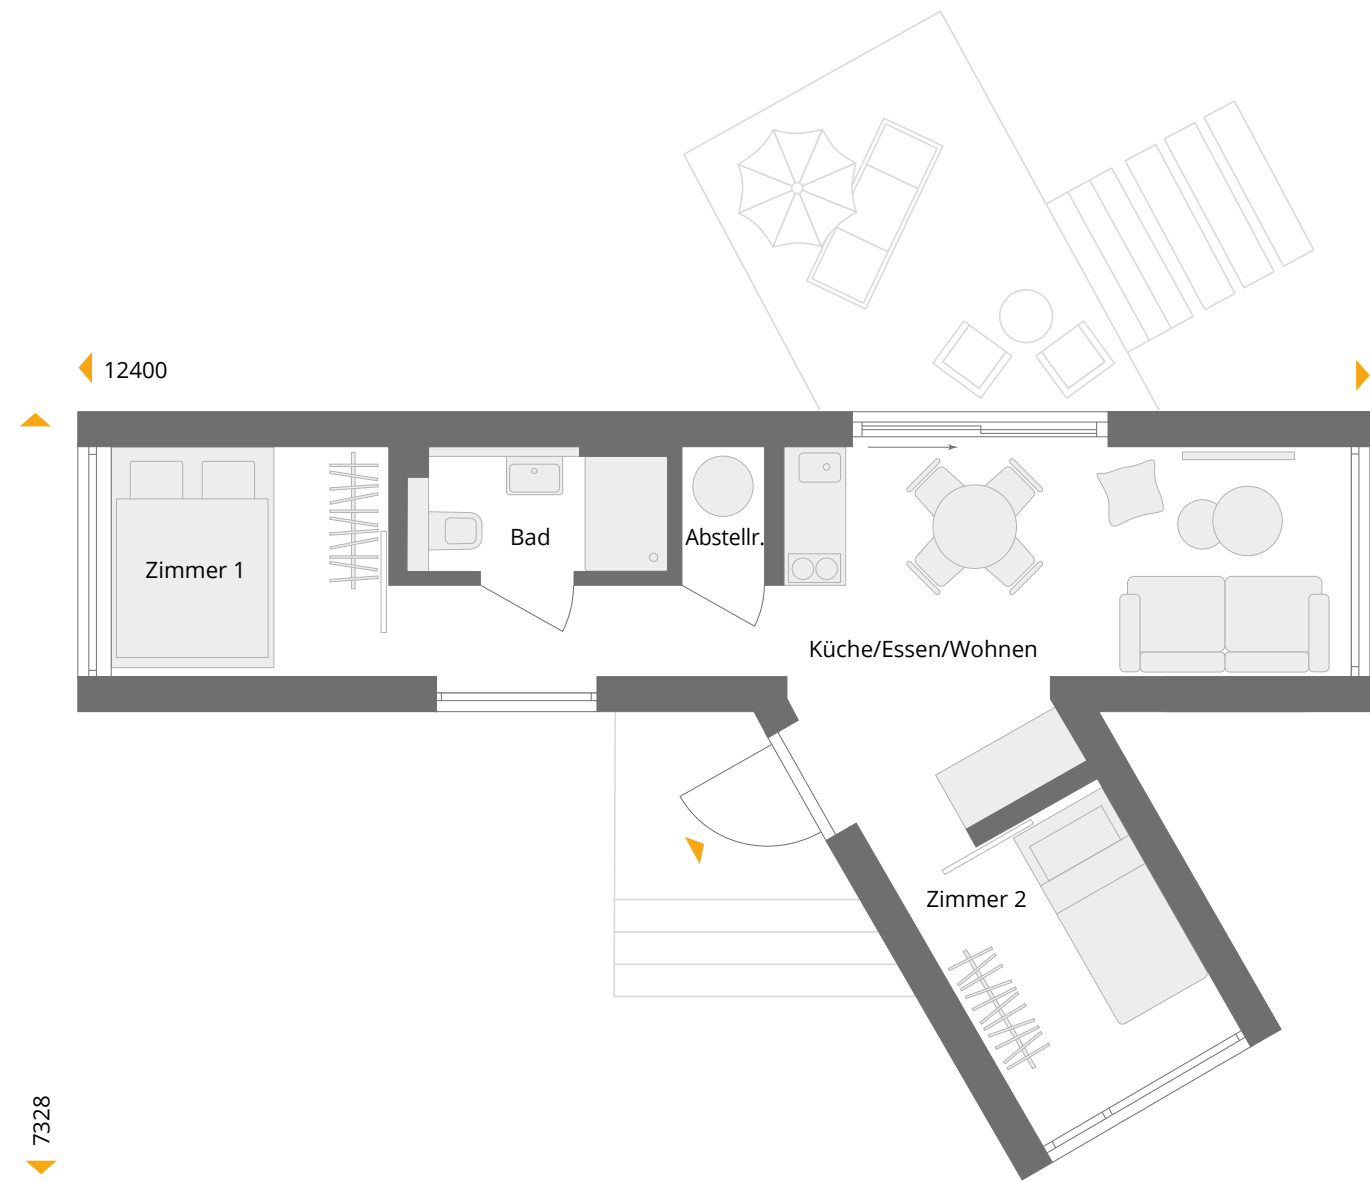 12400
Zimmer 1
Bad
Abstellr.
Küche/Essen/Wohnen
Zimmer 2
7328